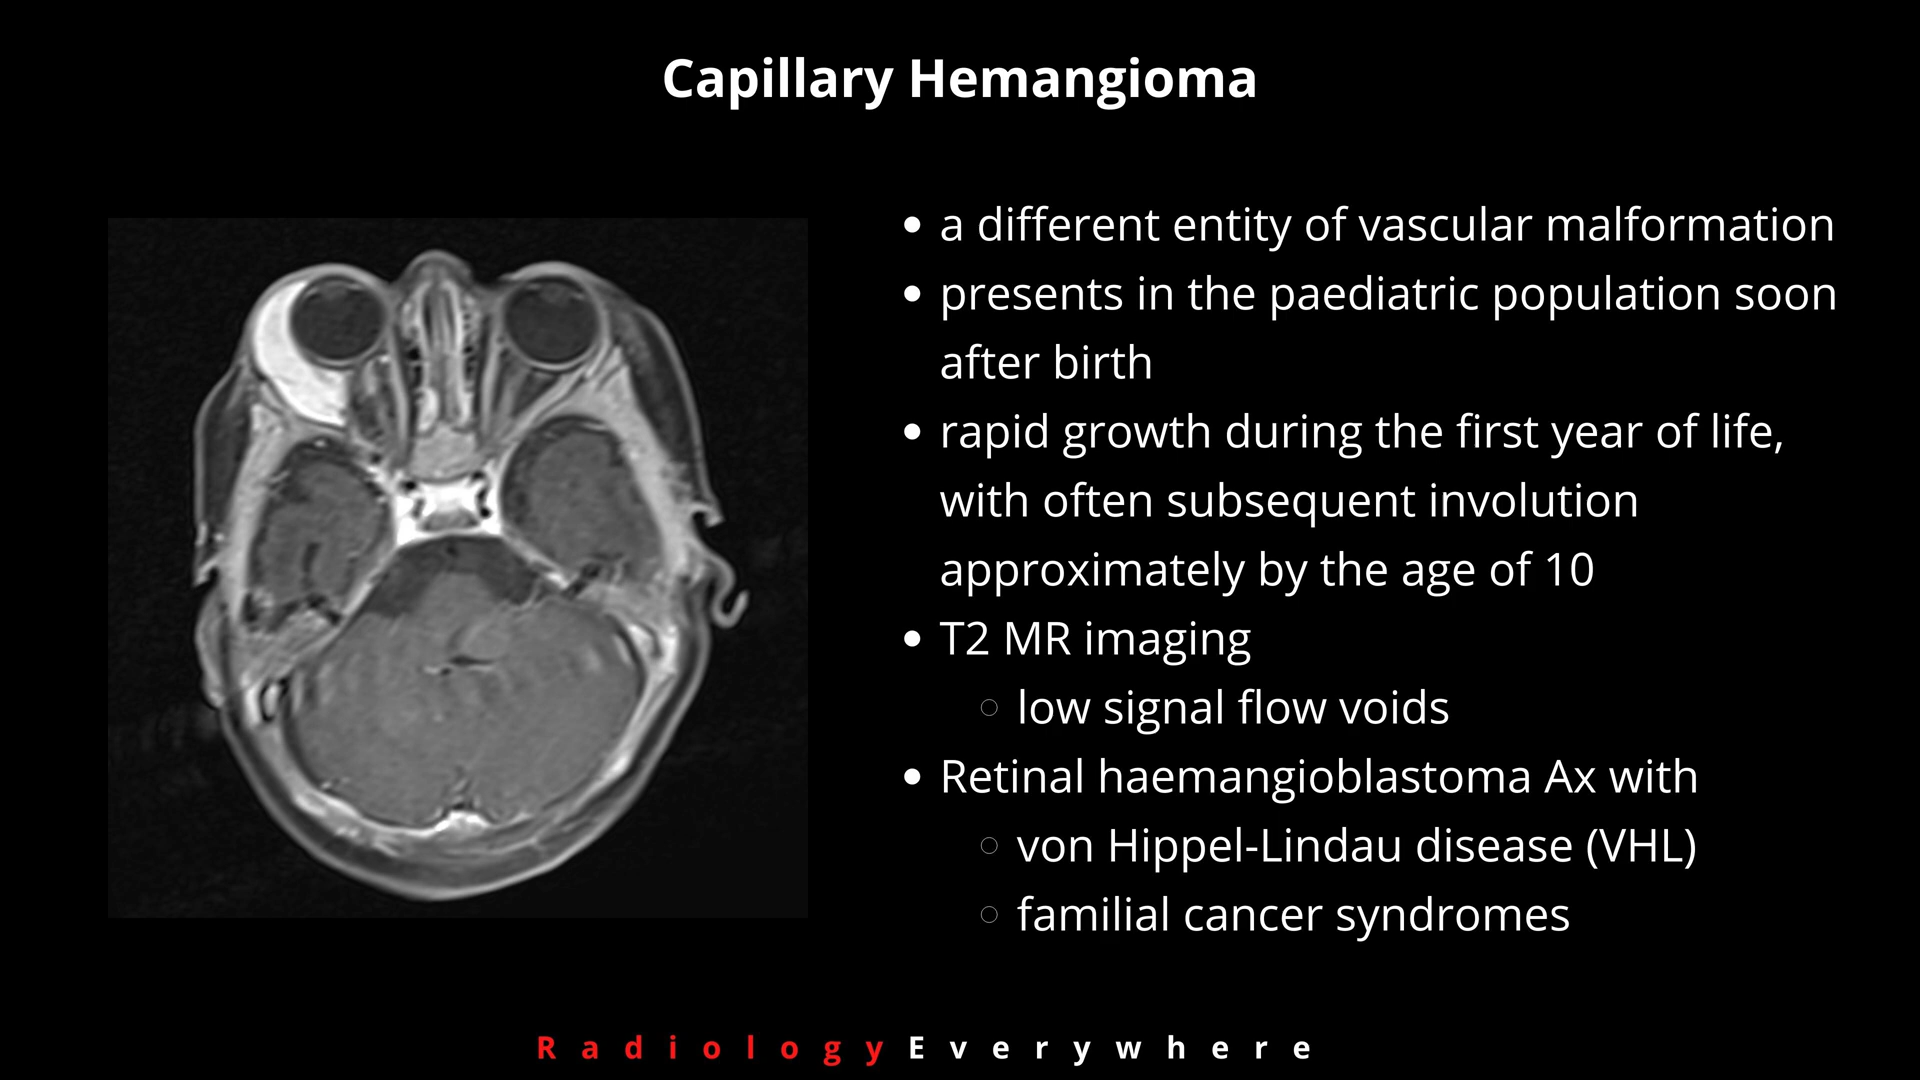 Capillary Hemangioma
• a different entity of vascular malformation
• presents in the paediatric population soon
after birth
• rapid growth during the first year of life,
with often subsequent involution
approximately by the age of 10
• T2 MR imaging
○ low signal flow voids
• Retinal haemangioblastoma Ax with
○ von Hippel-Lindau disease (VHL)
○ familial cancer syndromes
Radiology Everywhere